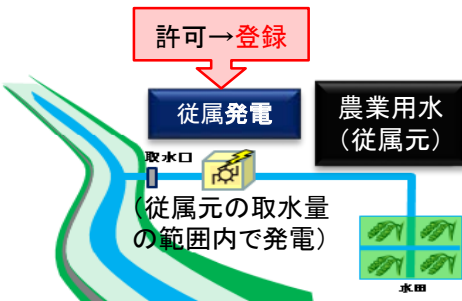 許可→登録
従属発電
農業用水
（従属元）
取水口
（従属元の取水量
の範囲内で発電）
水田